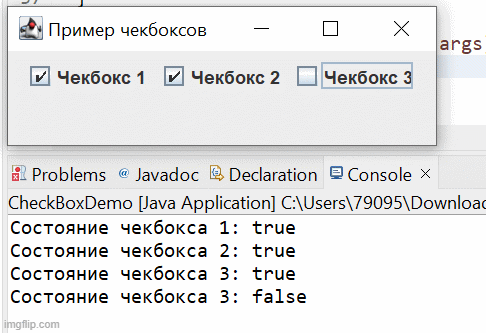 Пример чекбоксов
args
Чекбокс 1 Чекбокс 2 Чекбокс 3
Problems Javadoc Declaration Console
CheckBoxDemo [Java Application] C:\Users\79095\Downloa
Состояние чекбокса 1: true
Состояние чекбокса 2: true
Состояние чекбокса 3: true
Состояние чекбокса 3: false
imgflip.com